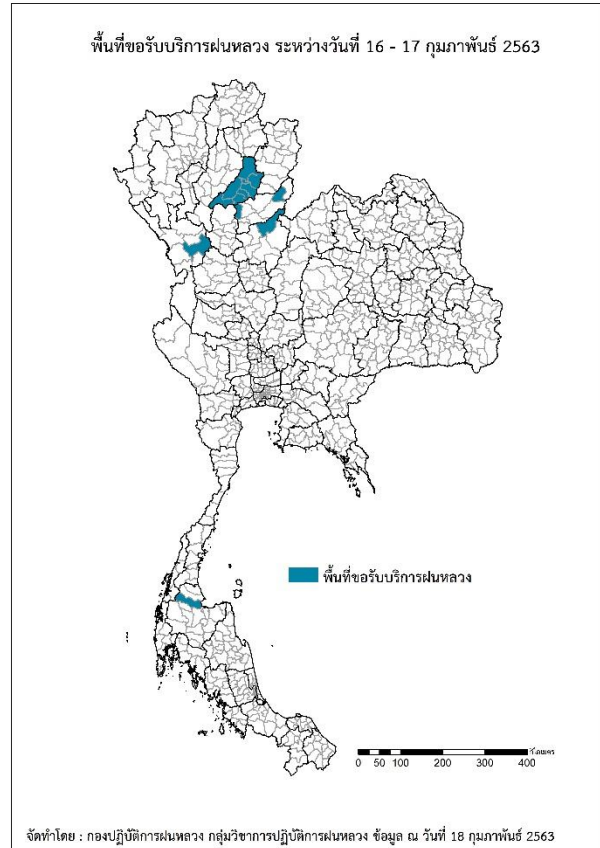 พื้นที่ขอรับบริการฝนหลวง ระหว่างวันที่ 16 - 17 กุมภาพันธ์ 2563
พื้นที่ขอรับบริการฝนหลวง
กิโลเมตร
0 50 100 200 300 400
จัดทำโดย : กองปฏิบัติการฝนหลวง กลุ่มวิชาการปฏิบัติการฝนหลวง ข้อมูล ณ วันที่ 18 กุมภาพันธ์ 2563